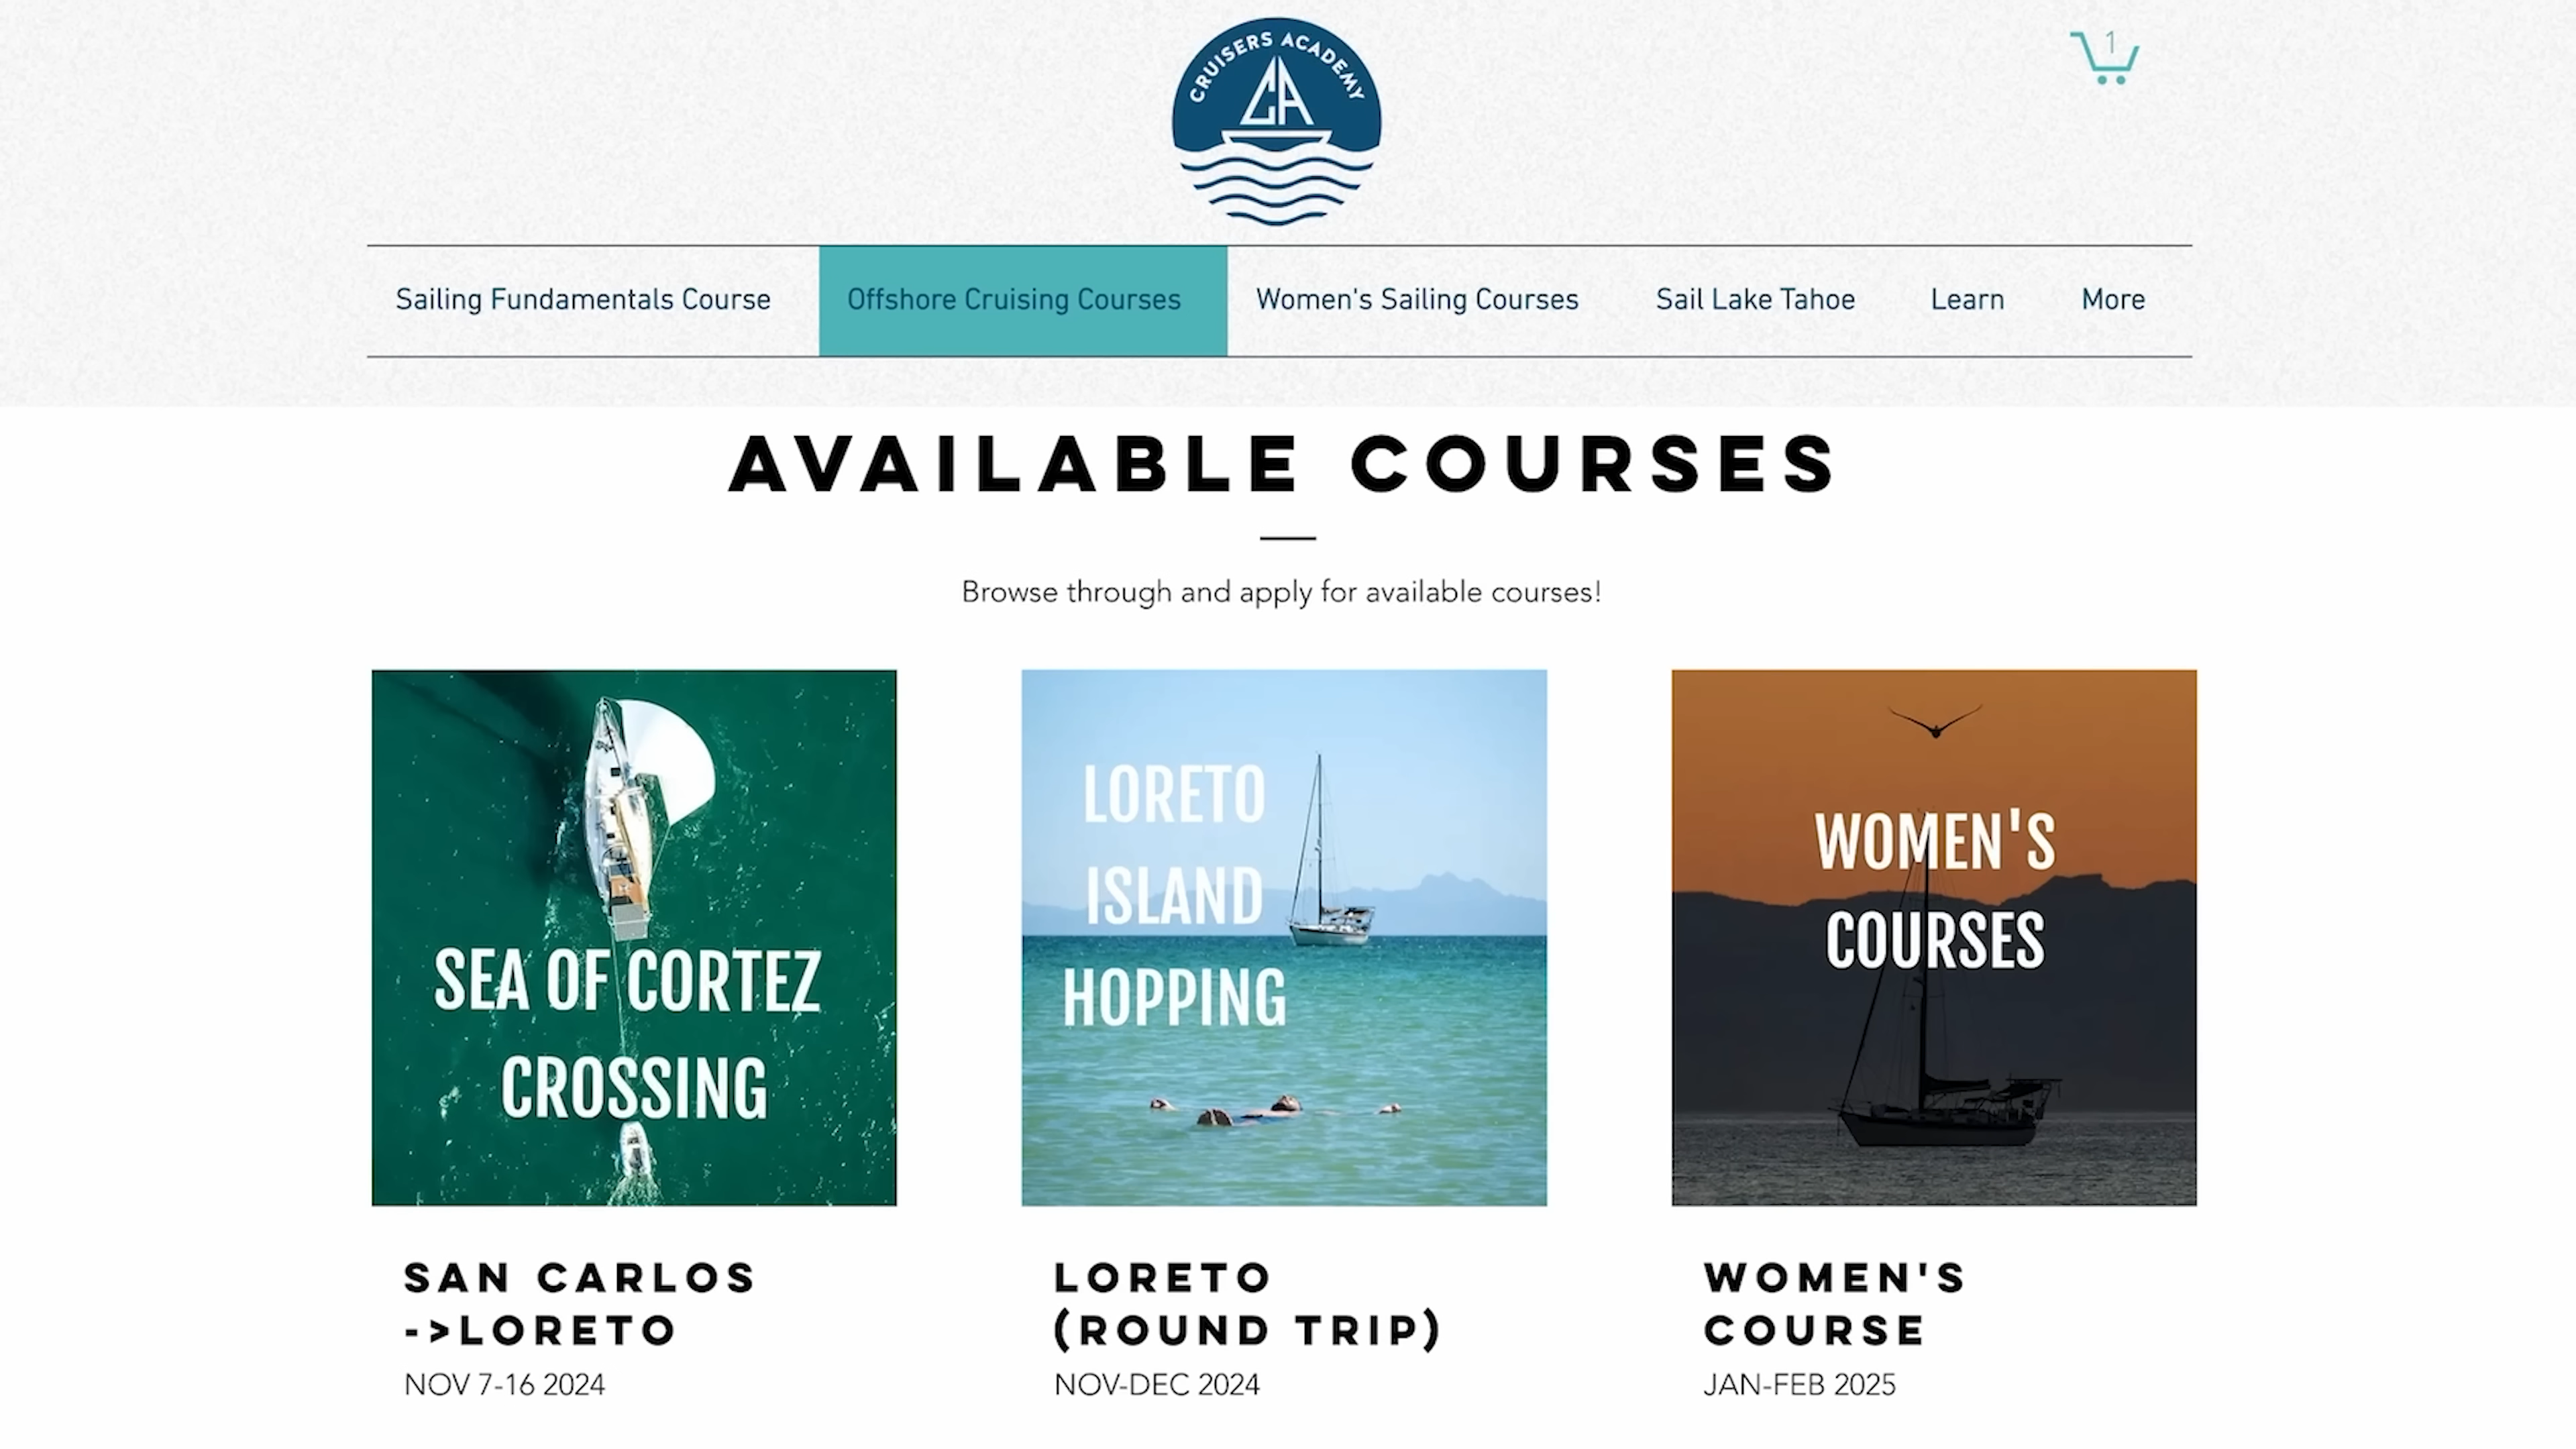 CRUISERS ACADEMY
CA
1
Sailing Fundamentals Course
Offshore Cruising Courses
Women's Sailing Courses
Sail Lake Tahoe
Learn
More
AVAILABLE COURSES
Browse through and apply for available courses!
SEA OF CORTEZ
CROSSING
LORETO
ISLAND
HOPPING
WOMEN'S
COURSES
SAN CARLOS
->LORETO
NOV 7-16 2024
LORETO
(ROUND TRIP)
NOV-DEC 2024
WOMEN'S
COURSE
JAN-FEB 2025